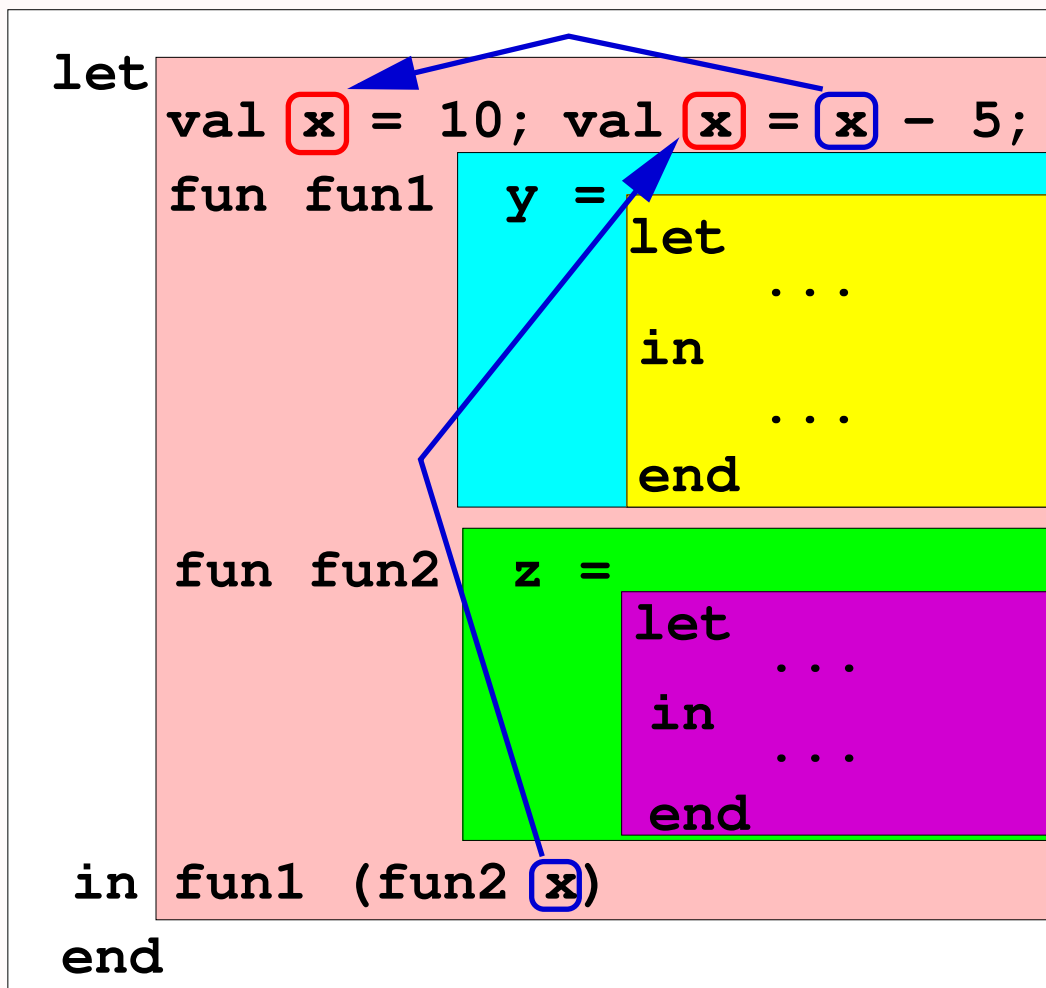 let
val x = 10; val x = x - 5;
fun fun1 y =
let
...
in
...
end
fun fun2 z =
let
...
in
...
end
in fun1 (fun2 x)
end